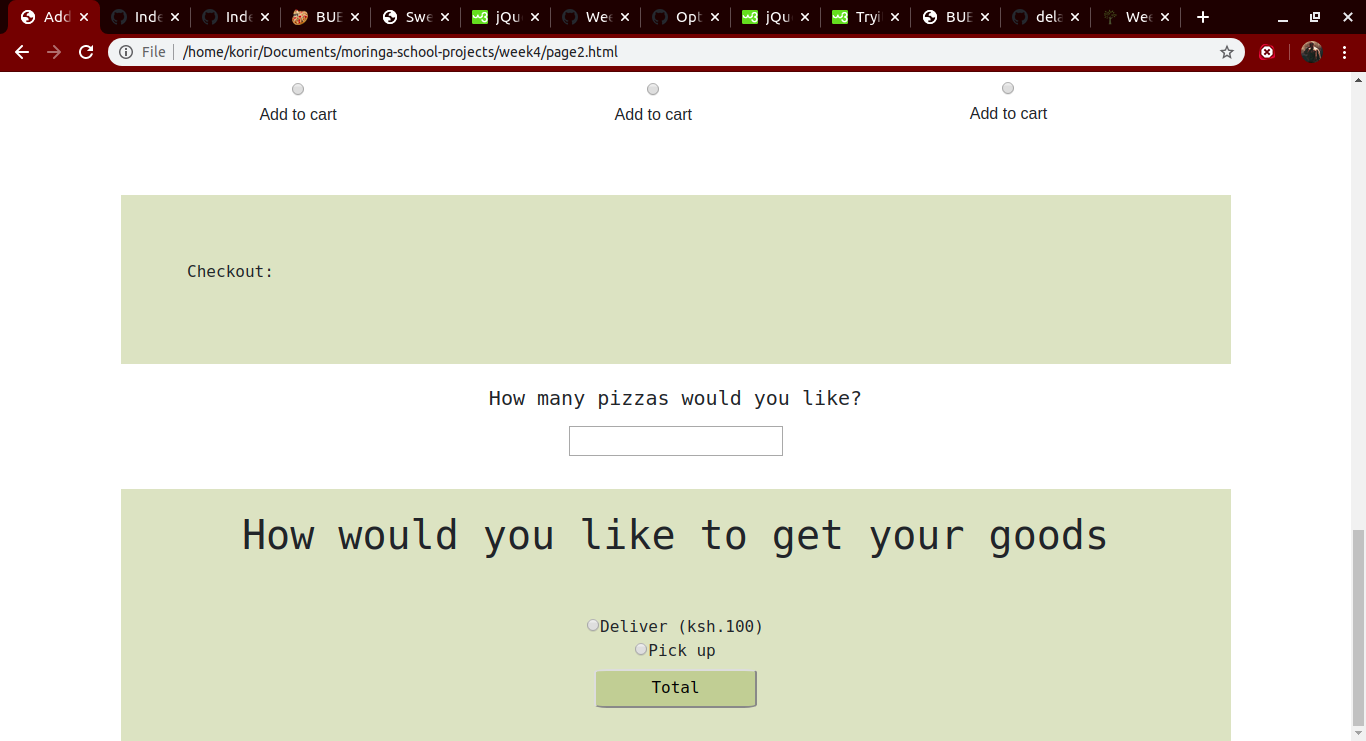 Add Inde Inde BUE Swe jQu Wee Opt jQu Tryi BUE dela Wee
File /home/korir/Documents/moringa-school-projects/week4/page2.html
Add to cart Add to cart Add to cart
Checkout:
How many pizzas would you like?
How would you like to get your goods
Deliver (ksh.100)
Pick up
Total